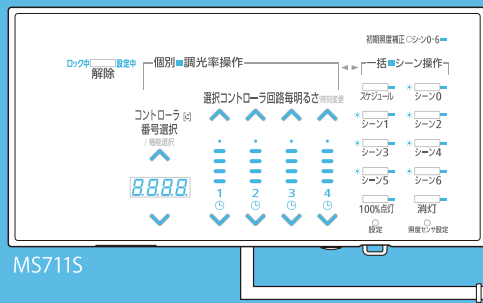 初期照度補正 シーン0・6
ロック中 設定中
解除
個別 調光率操作
一括 シーン操作
選択コントローラ回路毎明るさ/時刻変更
コントローラ [c]
番号選択
/ 機能選択
8.8.8.8.
1 2 3 4
スケジュール シーン0
シーン1 シーン2
シーン3 シーン4
シーン5 シーン6
100%点灯 消灯
設定 照度センサ設定
MS711S